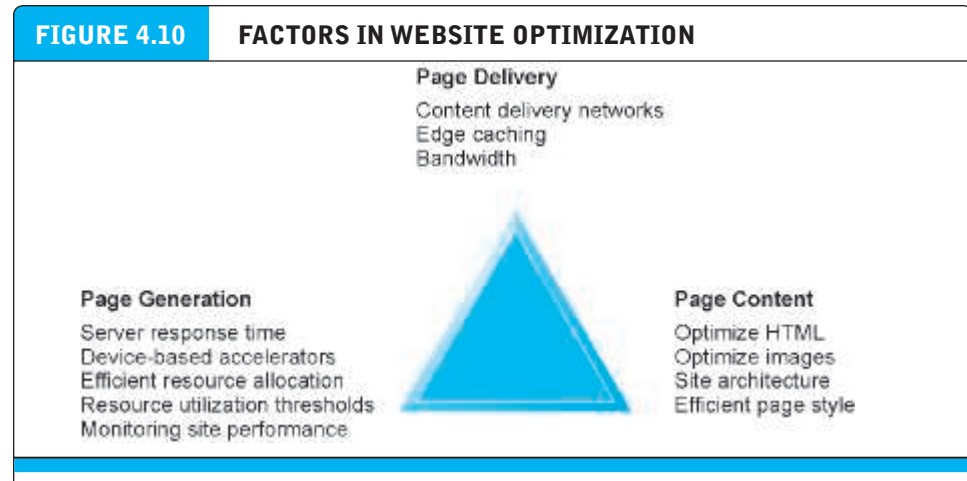 FIGURE 4.10 FACTORS IN WEBSITE OPTIMIZATION
Page Delivery
Content delivery networks
Edge caching
Bandwidth
Page Generation
Server response time
Device-based accelerators
Efficient resource allocation
Resource utilization thresholds
Monitoring site performance
Page Content
Optimize HTML
Optimize images
Site architecture
Efficient page style